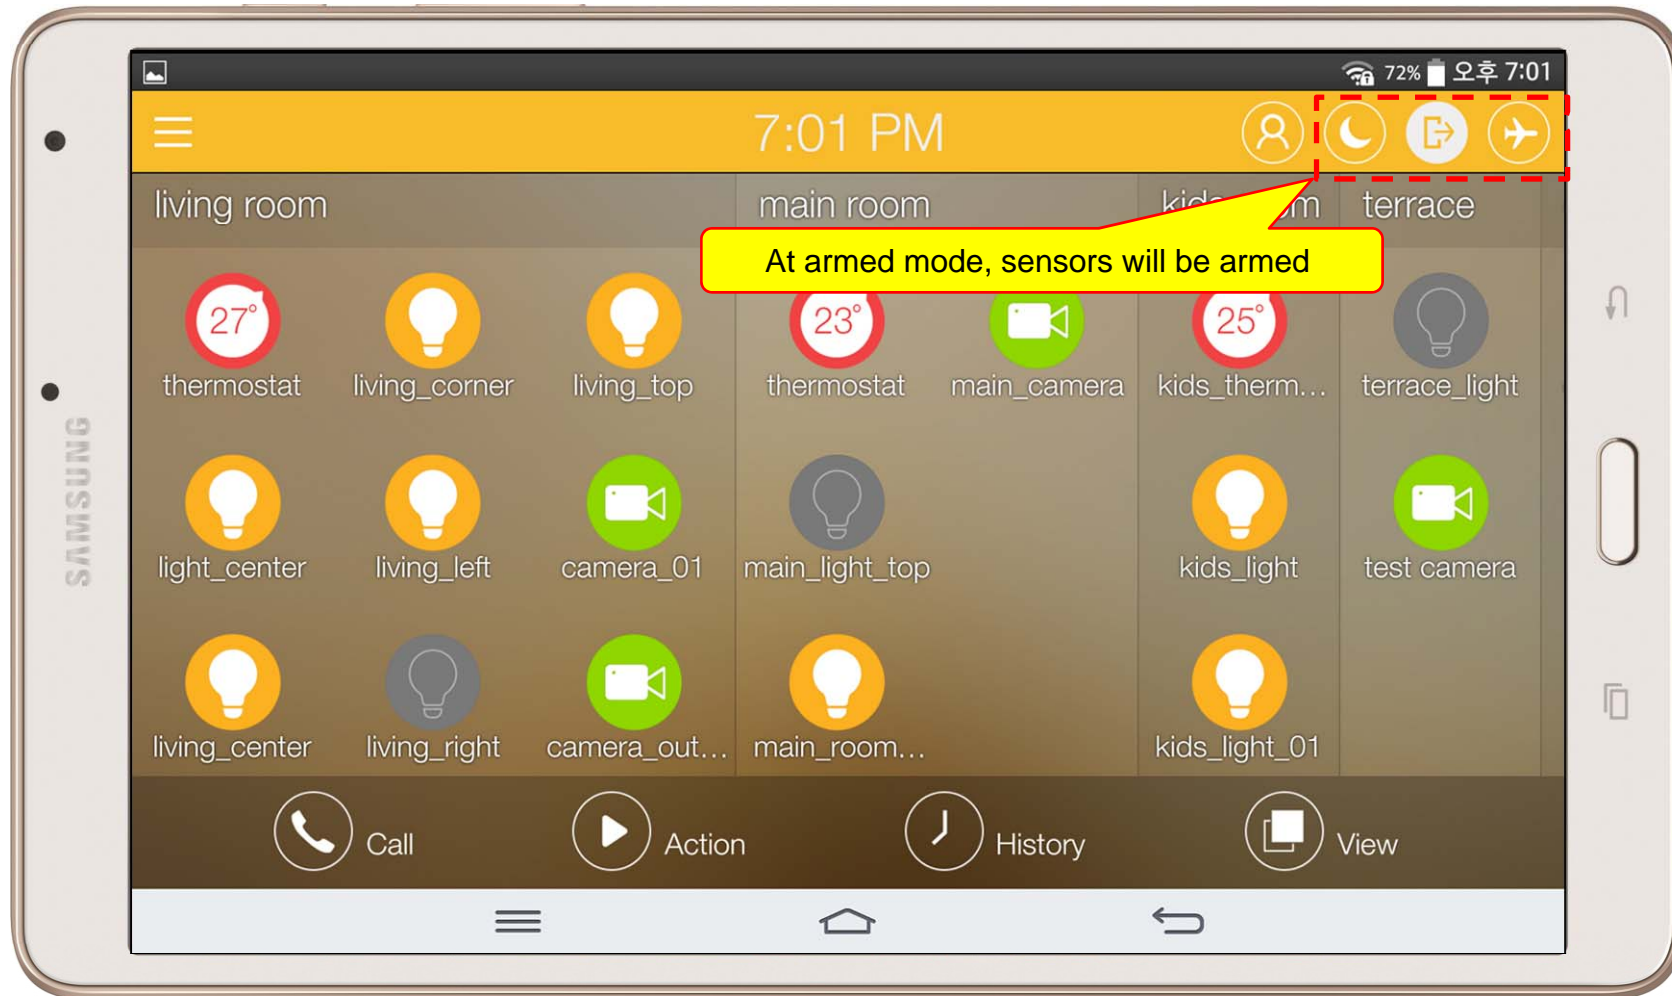 72% 오후 7:01
7:01 PM
living room
main room
terrace
At armed mode, sensors will be armed
27°
23°
25°
thermostat
living_corner
living_top
thermostat
main_camera
kids_therm...
terrace_light
SAMSUNG
light_center
living_left
camera_01
main_light_top
kids_light
test camera
living_center
living_right
camera_out...
main_room...
kids_light_01
Call
Action
History
View